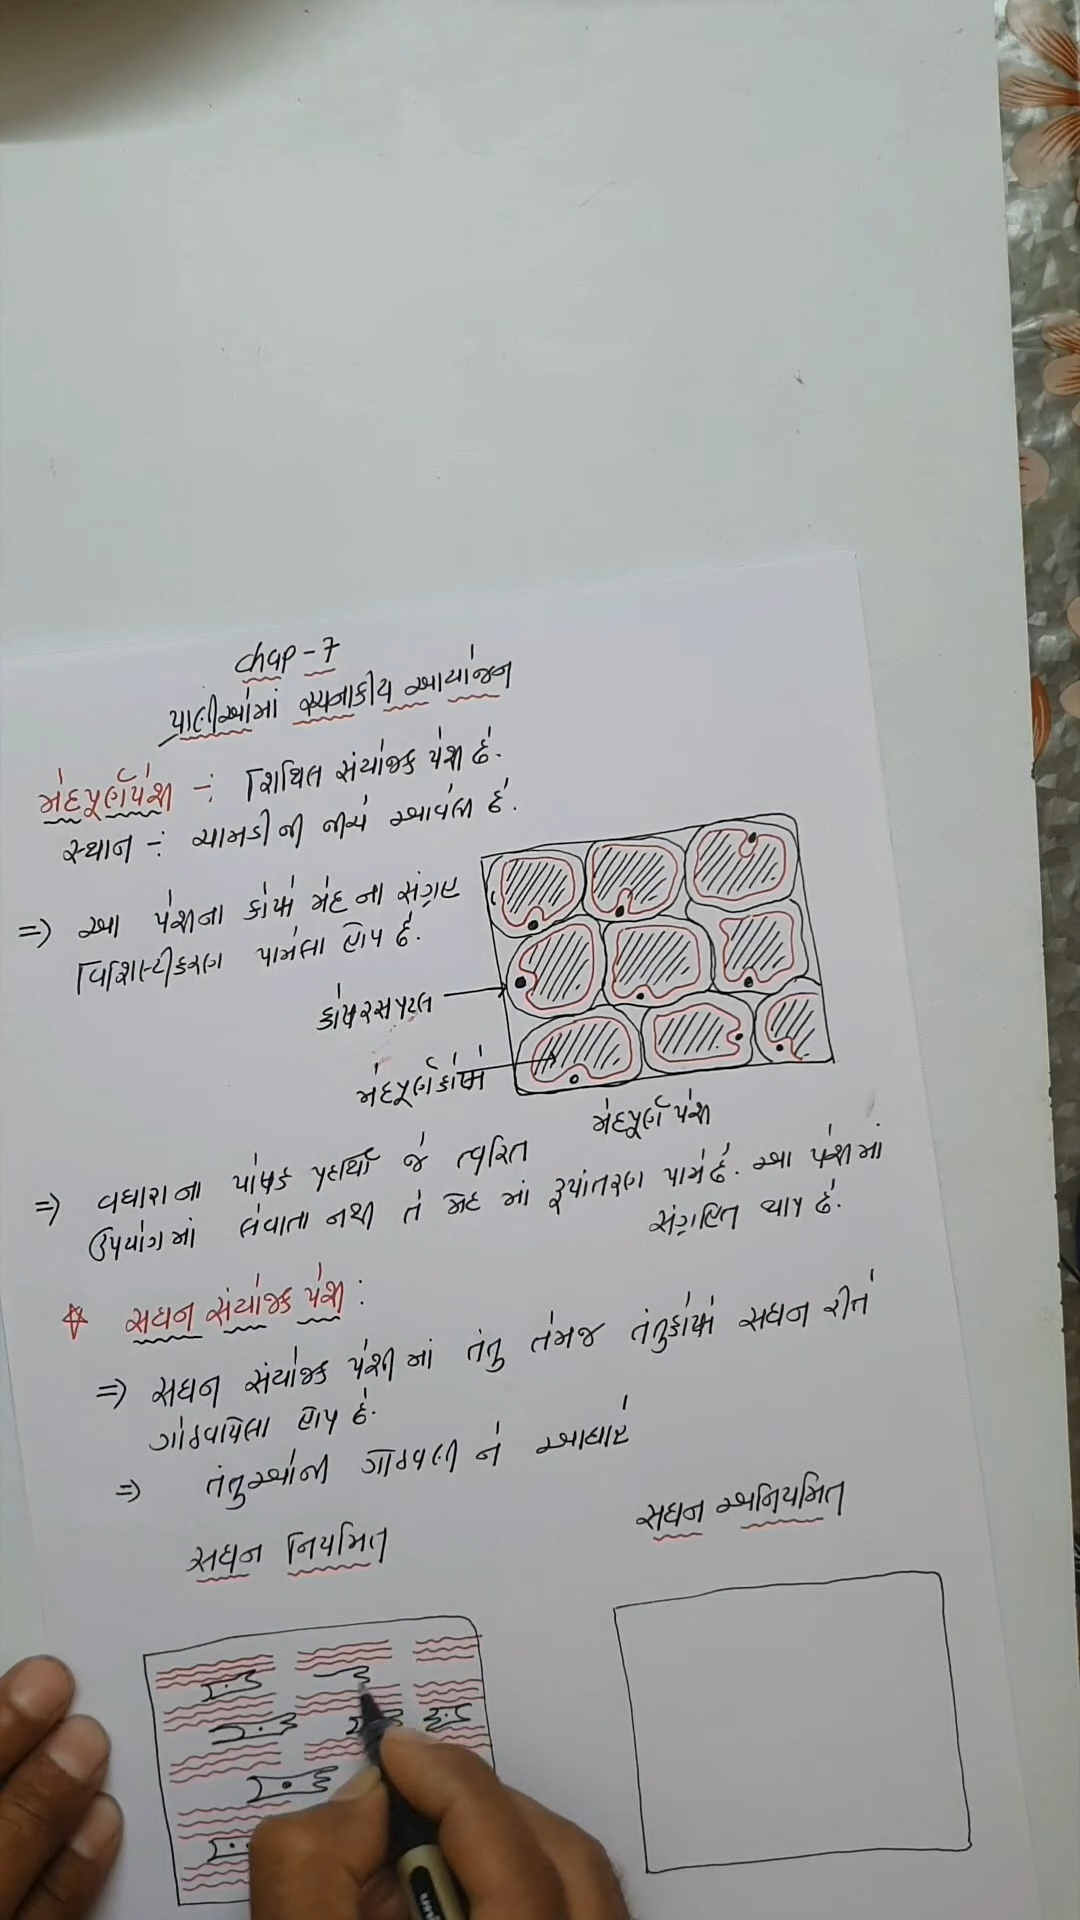 Chap-7
પ્રાણીઓમાં રચનાકીય આયોજન
મેદપૂર્ણપેશી -: શિથિલ સંયોજક પેશી છે.
સ્થાન -: ચામડીની નીચે આવેલી છે.
=> આ પેશીના કોષો મેદ ના સંગ્રહ
વિશિષ્ટીકરણ પામેલા હોય છે.
કોષરસપટલ
મેદપૂર્ણકોષો
મેદપૂર્ણ પેશી
=> વધારાના પોષક પદાર્થો જે ત્વરિત
ઉપયોગમાં લેવાતા નથી તે મેદ માં રૂપાંતરણ પામે છે. આ પેશીમાં
સંગ્રહિત થાય છે.
☆ સઘન સંયોજક પેશી :
=> સઘન સંયોજક પેશીમાં તંતુ તેમજ તંતુકોષો સઘન રીતે
ગોઠવાયેલા હોય છે.
=> તંતુઓની ગોઠવણી ને આધારે
સઘન નિયમિત
સઘન અનિયમિત